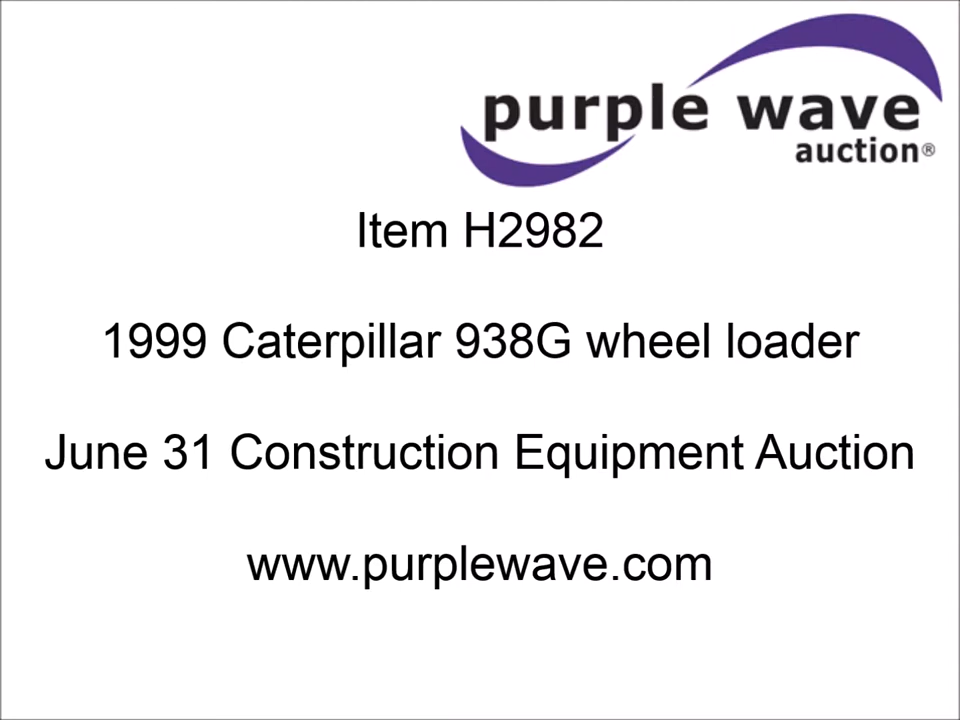 purple wave
auction®
Item H2982
1999 Caterpillar 938G wheel loader
June 31 Construction Equipment Auction
www.purplewave.com